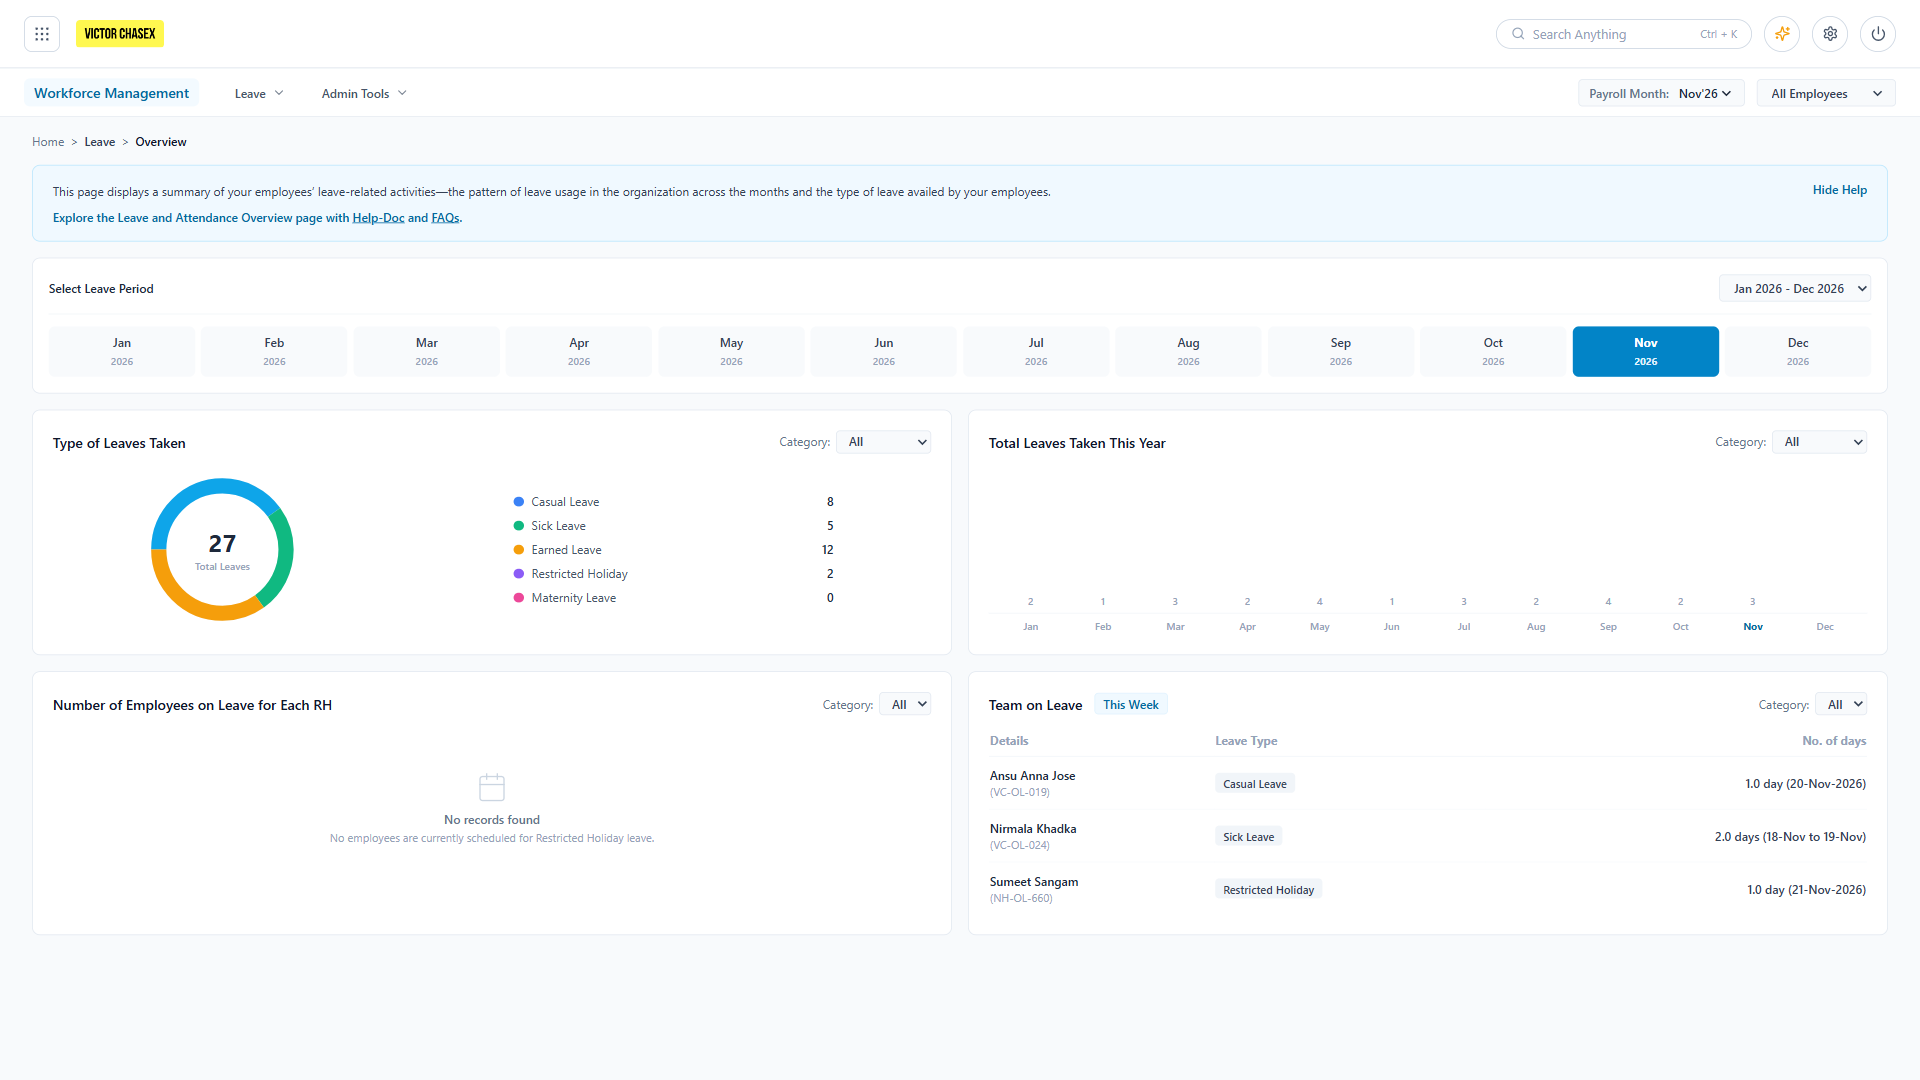 VICTOR CHASEX
Search Anything Ctrl + K
Workforce Management Leave Admin Tools Payroll Month: Nov'26 All Employees
Home > Leave > Overview
This page displays a summary of your employees' leave-related activities—the pattern of leave usage in the organization across the months and the type of leave availed by your employees. Hide Help
Explore the Leave and Attendance Overview page with Help-Doc and FAQs.
Select Leave Period Jan 2026 - Dec 2026
Jan Feb Mar Apr May Jun Jul Aug Sep Oct Nov Dec
2026 2026 2026 2026 2026 2026 2026 2026 2026 2026 2026 2026
Type of Leaves Taken Category: All
27
Total Leaves
Casual Leave 8
Sick Leave 5
Earned Leave 12
Restricted Holiday 2
Maternity Leave 0
Total Leaves Taken This Year Category: All
2 1 3 2 4 1 3 2 4 2 3
Jan Feb Mar Apr May Jun Jul Aug Sep Oct Nov Dec
Number of Employees on Leave for Each RH Category: All
No records found
No employees are currently scheduled for Restricted Holiday leave.
Team on Leave This Week Category: All
Details Leave Type No. of days
Ansu Anna Jose
(VC-OL-019)
Casual Leave 1.0 day (20-Nov-2026)
Nirmala Khadka
(VC-OL-024)
Sick Leave 2.0 days (18-Nov to 19-Nov)
Sumeet Sangam
(NH-OL-660)
Restricted Holiday 1.0 day (21-Nov-2026)